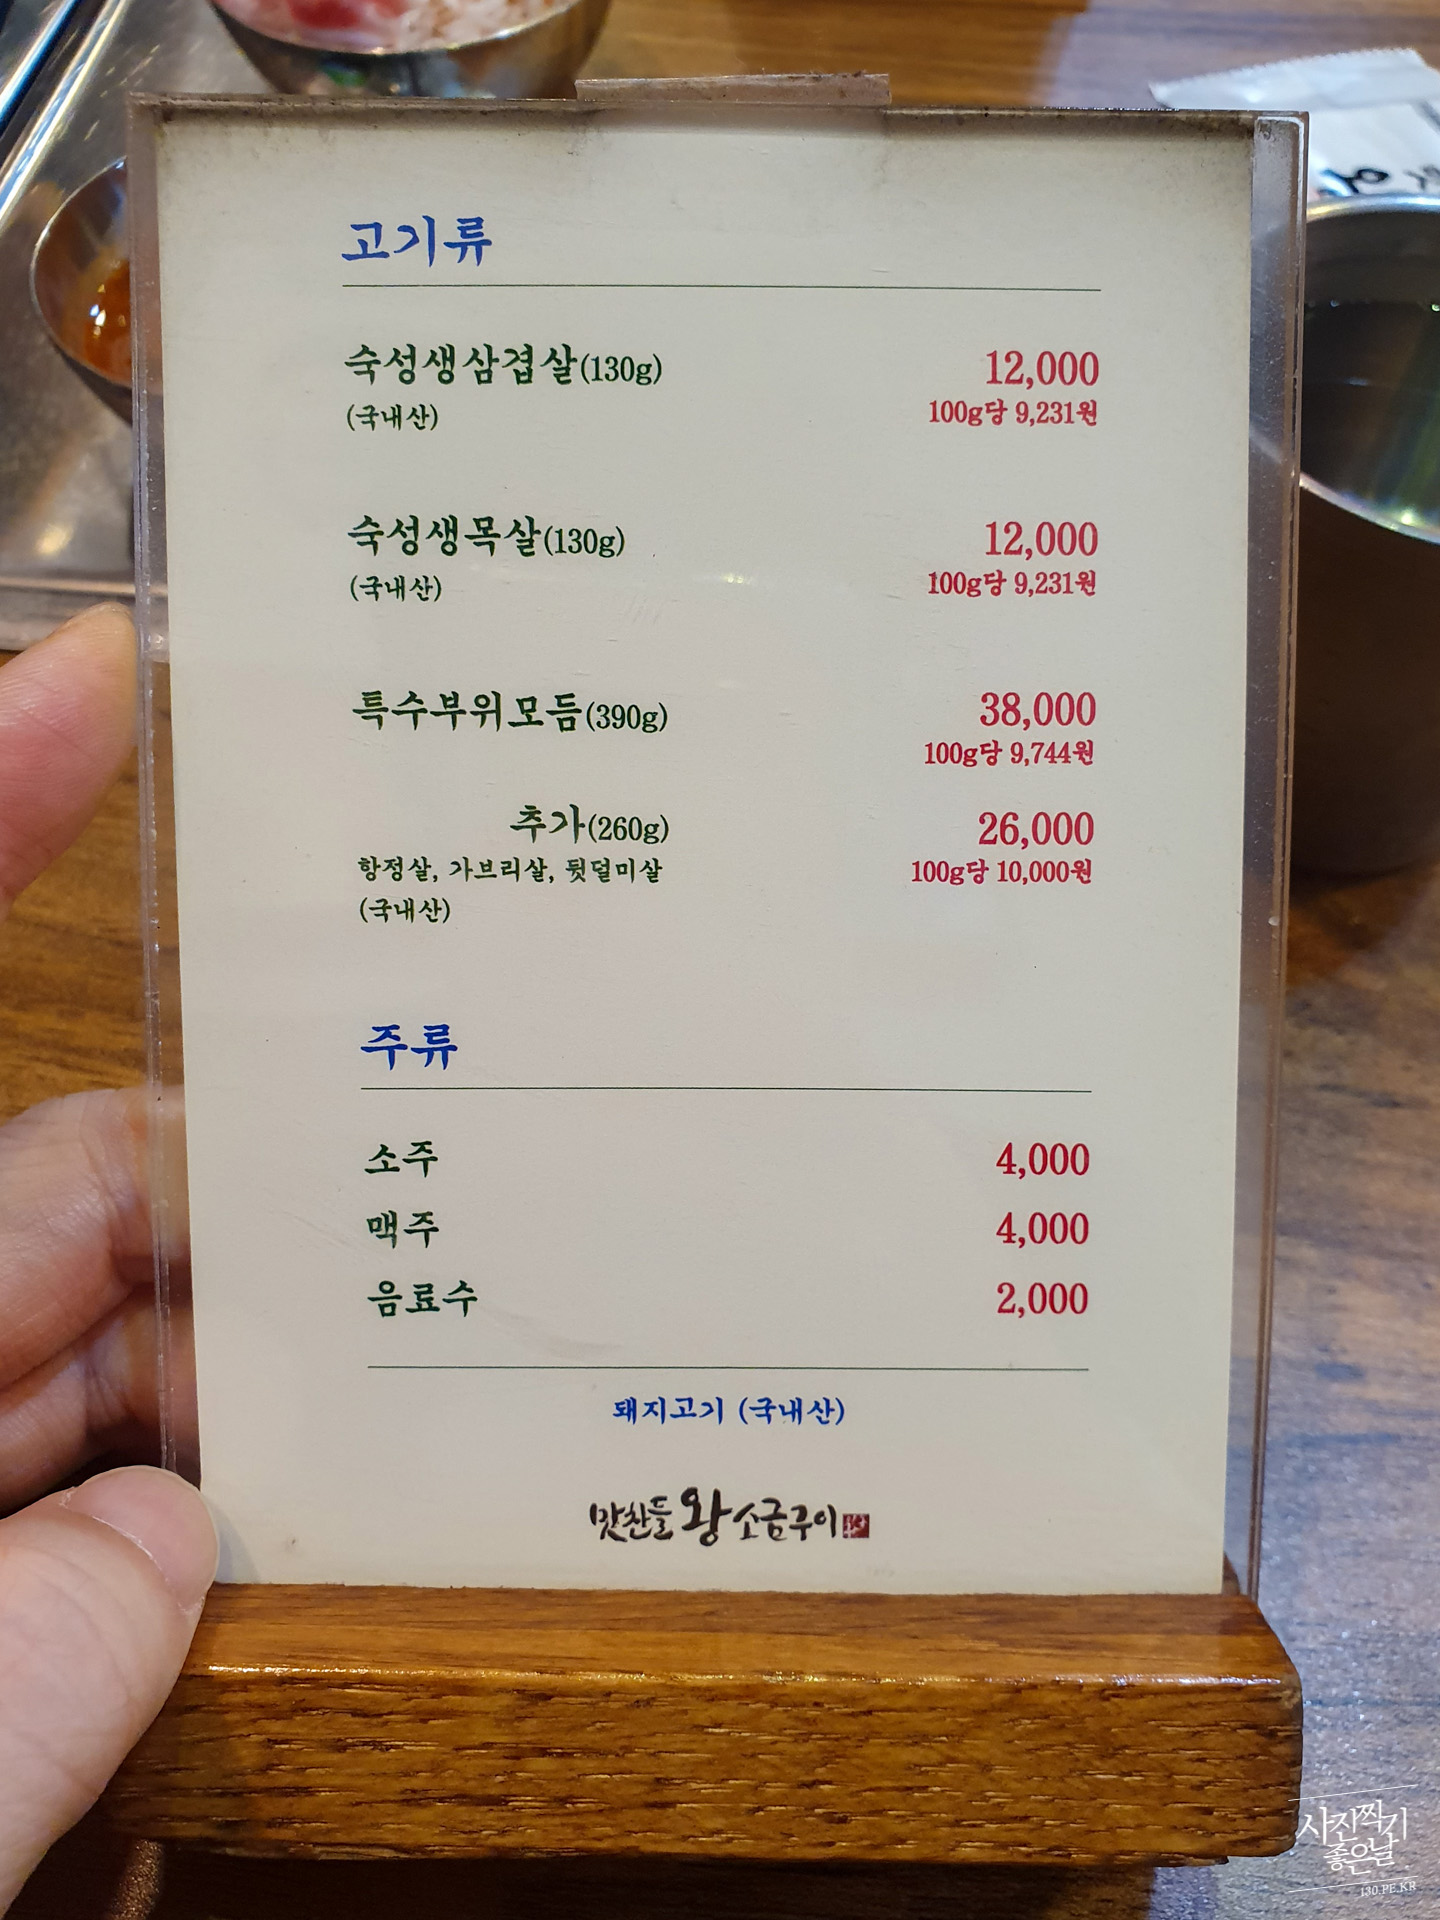 고기류
숙성생삼겹살(130g) 12,000
(국내산) 100g당 9,231원
숙성생목살(130g) 12,000
(국내산) 100g당 9,231원
특수부위모듬(390g) 38,000
100g당 9,744원
추가(260g) 26,000
항정살, 가브리살, 뒷덜미살 100g당 10,000원
(국내산)
주류
소주 4,000
맥주 4,000
음료수 2,000
돼지고기 (국내산)
맛찬들 왕소금구이
사진찍기
좋은날
130.PE.KR